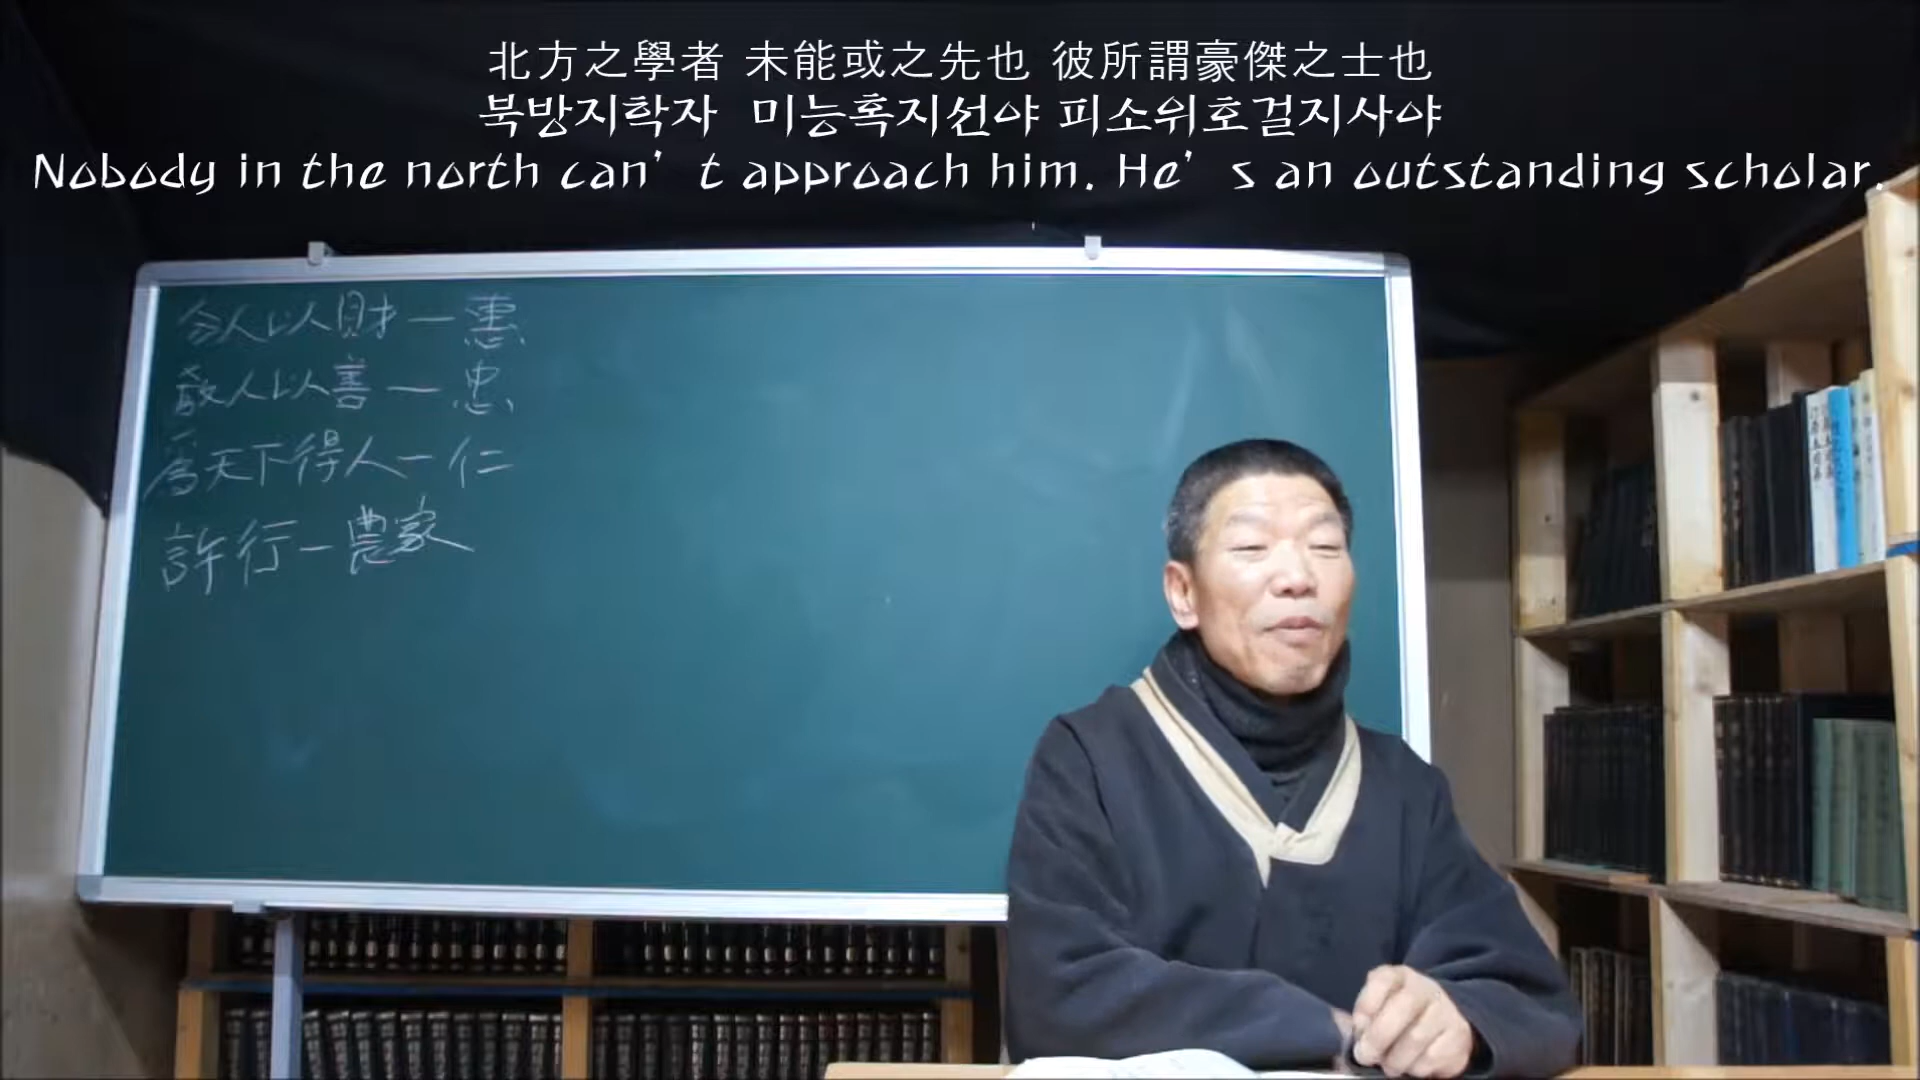 北方之學者 未能或之先也 彼所謂豪傑之士也
북방지학자 미능혹지선야 피소위호걸지사야
Nobody in the north can't approach him. He's an outstanding scholar.
分人以財一惠
敎人以善一忠
爲天下得人一仁
許行一農家